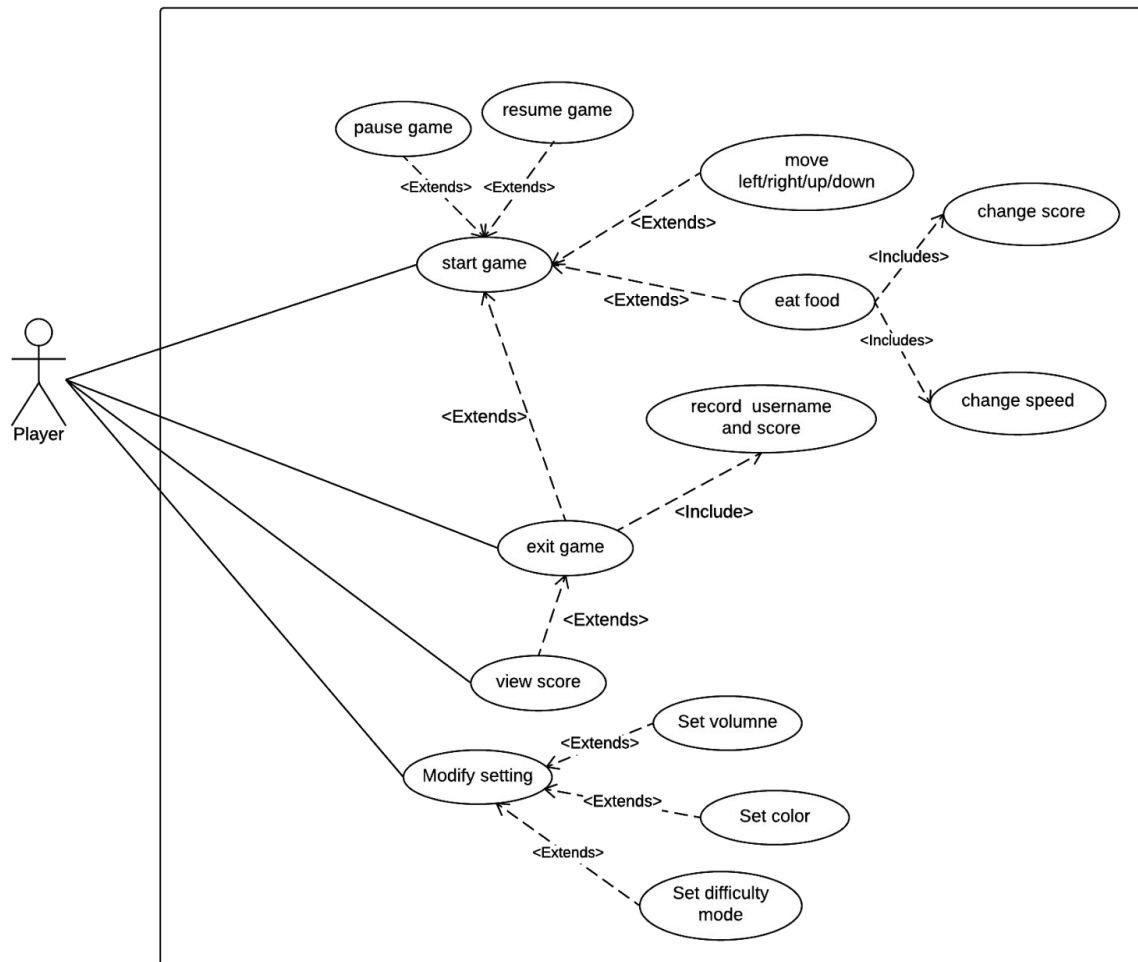 resume game
pause game
<Extends>
<Extends>
move
left/right/up/down
<Extends>
change score
start game
<Includes>
<Extends>
eat food
<Includes>
Player
<Extends>
record  username
and score
change speed
<Include>
exit game
<Extends>
view score
Set volumne
<Extends>
Modify setting
<Extends>
Set color
<Extends>
Set difficulty
mode